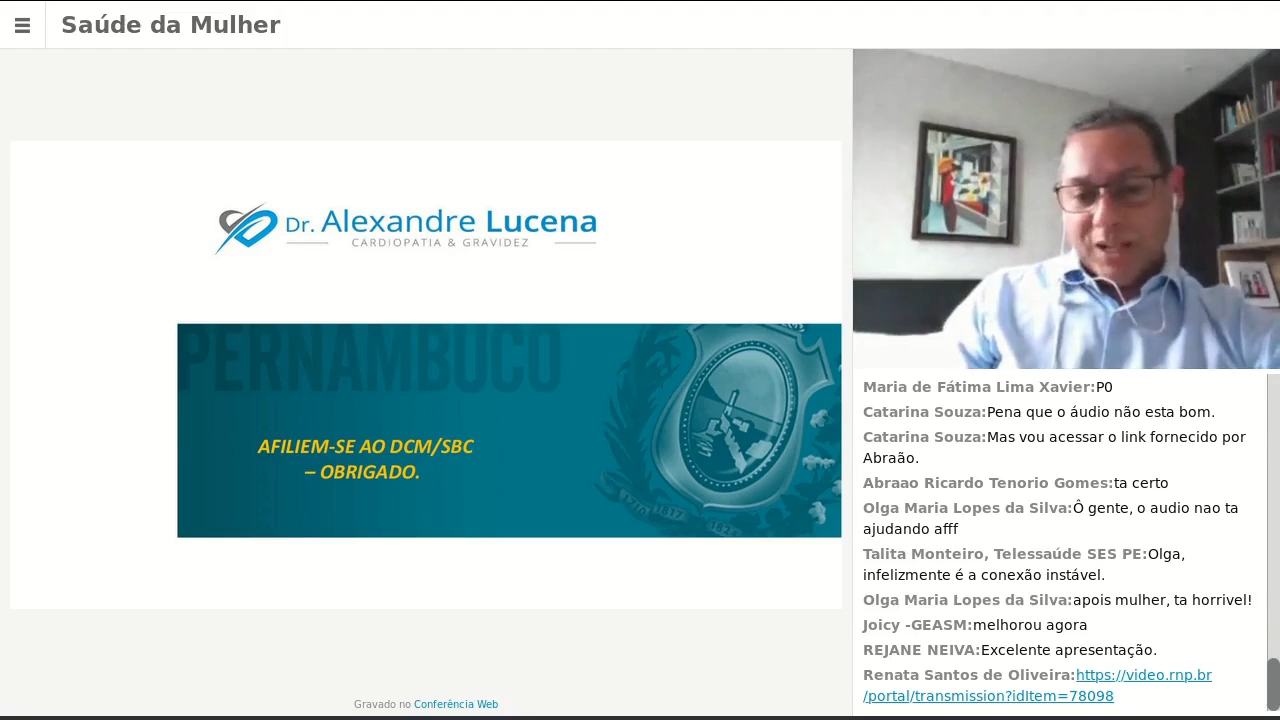 Saúde da Mulher
Dr. Alexandre Lucena
CARDIOPATIA & GRAVIDEZ
PERNAMBUCO
AFILIEM-SE AO DCM/SBC
– OBRIGADO.
1710 1817 1824
Gravado no Conferência Web
Maria de Fátima Lima Xavier:P0
Catarina Souza:Pena que o áudio não esta bom.
Catarina Souza:Mas vou acessar o link fornecido por
Abraão.
Abraao Ricardo Tenorio Gomes:ta certo
Olga Maria Lopes da Silva:Ô gente, o audio nao ta
ajudando afff
Talita Monteiro, Telessaúde SES PE:Olga,
infelizmente é a conexão instável.
Olga Maria Lopes da Silva:apois mulher, ta horrivel!
Joicy -GEASM:melhorou agora
REJANE NEIVA:Excelente apresentação.
Renata Santos de Oliveira:https://video.rnp.br
/portal/transmission?idItem=78098